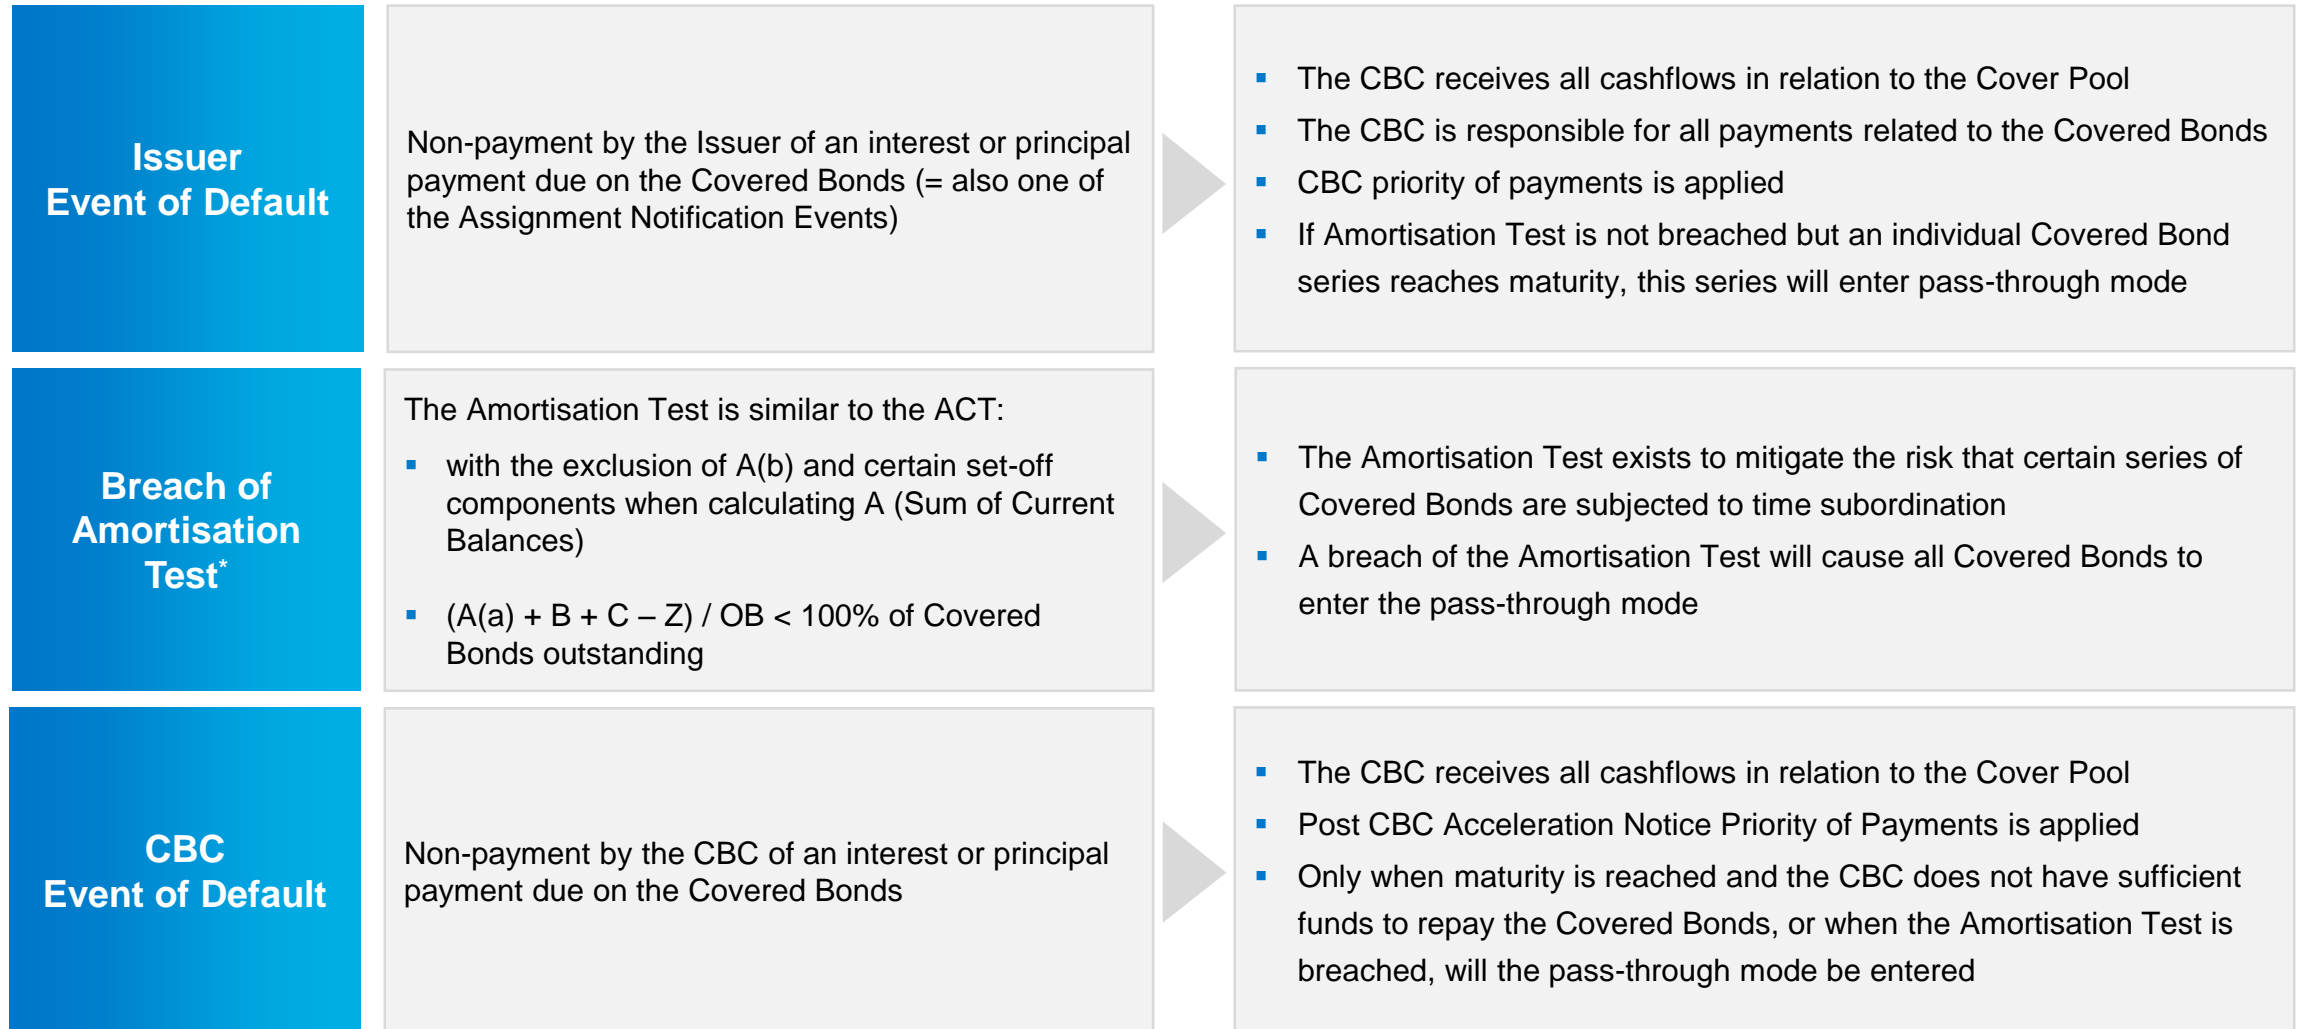 Issuer
Event of Default
Non-payment by the Issuer of an interest or principal
payment due on the Covered Bonds (= also one of
the Assignment Notification Events)
▪ The CBC receives all cashflows in relation to the Cover Pool
▪ The CBC is responsible for all payments related to the Covered Bonds
▪ CBC priority of payments is applied
▪ If Amortisation Test is not breached but an individual Covered Bond
series reaches maturity, this series will enter pass-through mode
Breach of
Amortisation
Test*
The Amortisation Test is similar to the ACT:
▪ with the exclusion of A(b) and certain set-off
components when calculating A (Sum of Current
Balances)
▪ (A(a) + B + C – Z) / OB < 100% of Covered
Bonds outstanding
▪ The Amortisation Test exists to mitigate the risk that certain series of
Covered Bonds are subjected to time subordination
▪ A breach of the Amortisation Test will cause all Covered Bonds to
enter the pass-through mode
CBC
Event of Default
Non-payment by the CBC of an interest or principal
payment due on the Covered Bonds
▪ The CBC receives all cashflows in relation to the Cover Pool
▪ Post CBC Acceleration Notice Priority of Payments is applied
▪ Only when maturity is reached and the CBC does not have sufficient
funds to repay the Covered Bonds, or when the Amortisation Test is
breached, will the pass-through mode be entered